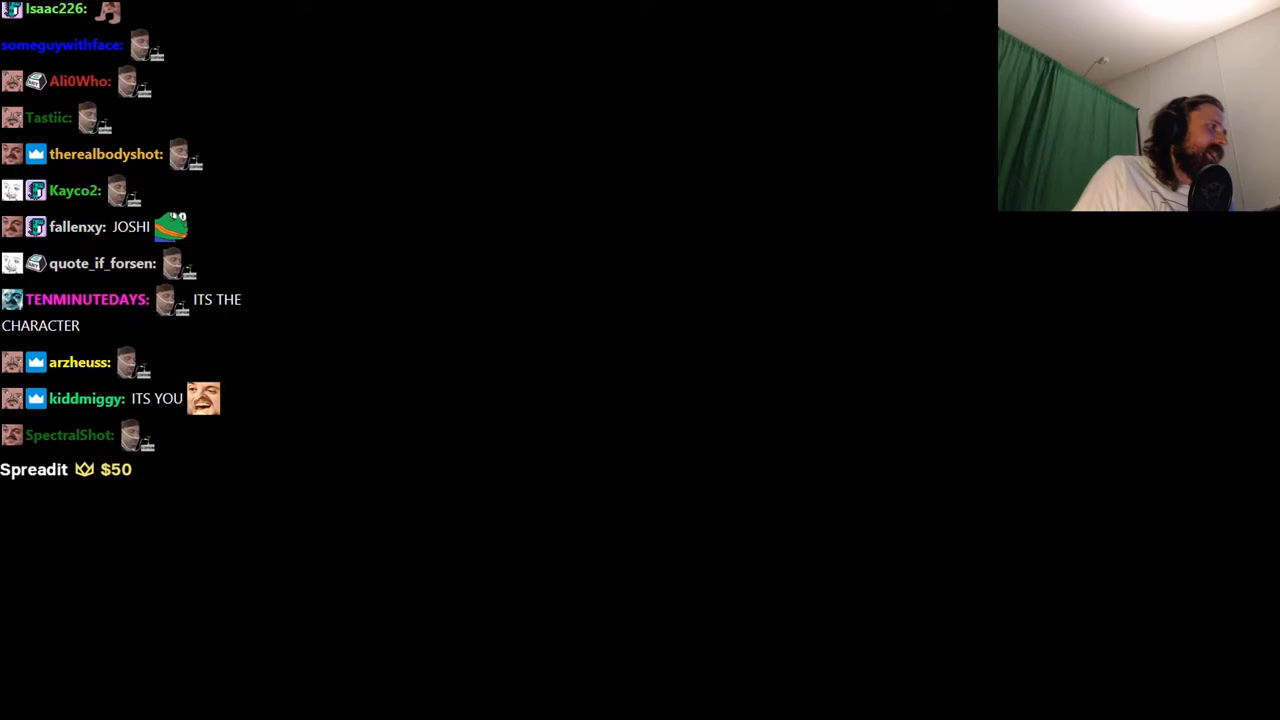 Isaac226:
someguywithface:
Ali0Who:
Tastiic:
therealbodyshot:
Kayco2:
fallenxy: JOSHI
quote_if_forsen:
TENMINUTEDAYS: ITS THE
CHARACTER
arzheuss:
kiddmiggy: ITS YOU
SpectralShot:
Spreadit $50